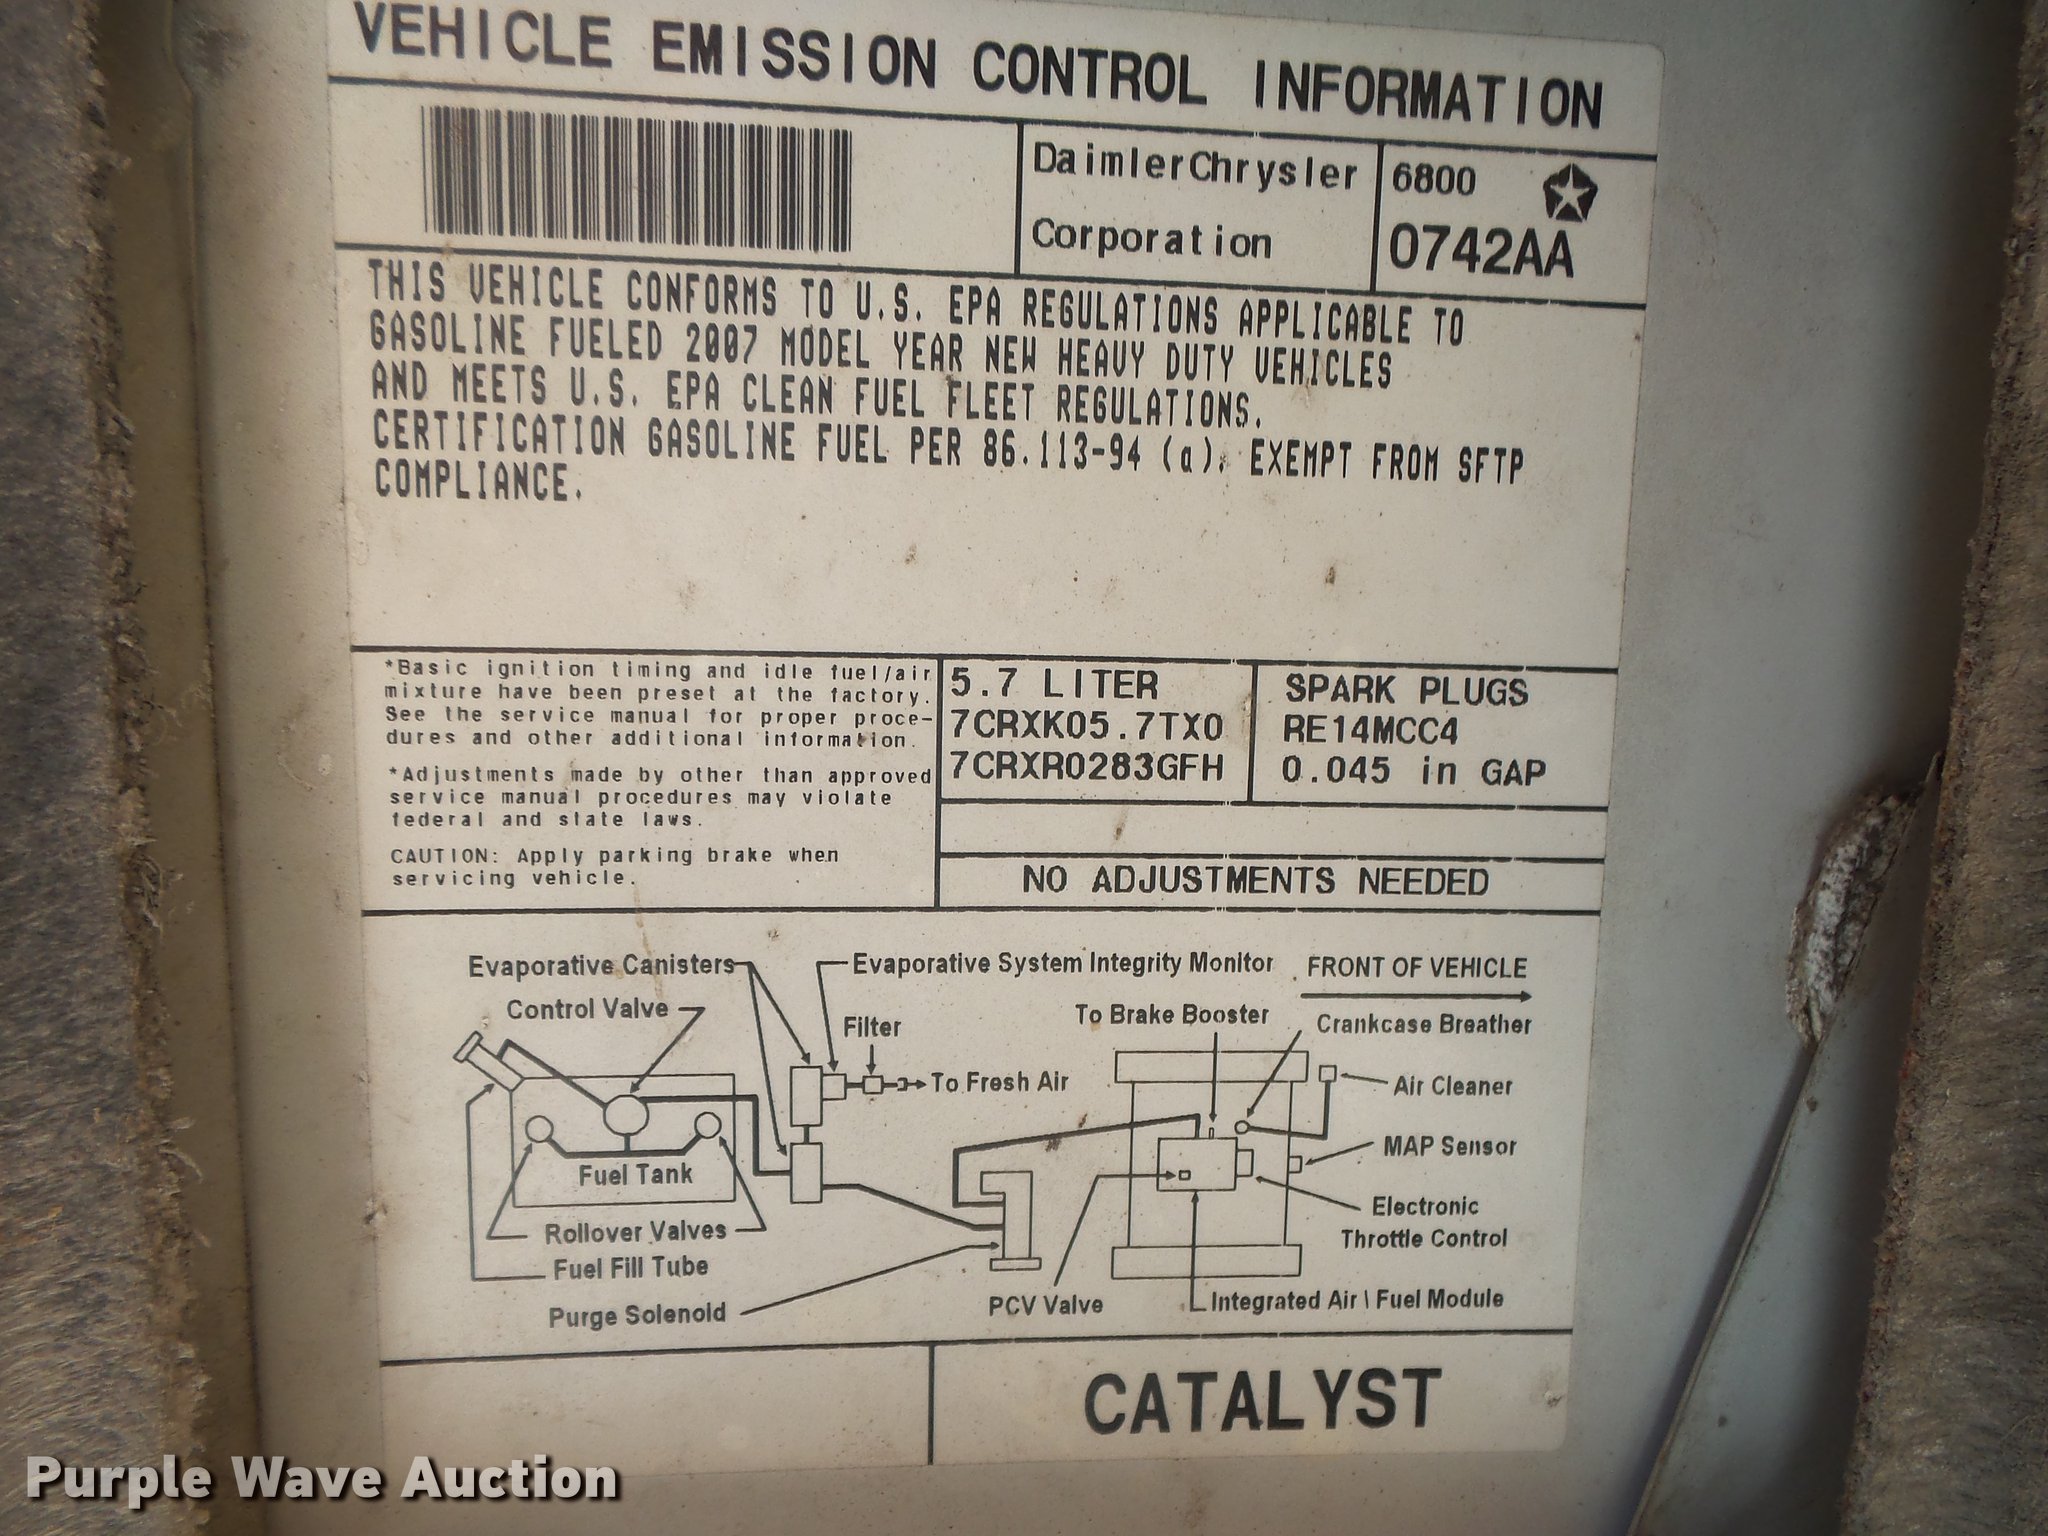 VEHICLE EMISSION CONTROL INFORMATION
DaimlerChrysler
Corporation
6800
0742AA
THIS VEHICLE CONFORMS TO U.S. EPA REGULATIONS APPLICABLE TO
GASOLINE FUELED 2007 MODEL YEAR NEW HEAVY DUTY VEHICLES
AND MEETS U.S. EPA CLEAN FUEL FLEET REGULATIONS.
CERTIFICATION GASOLINE FUEL PER 86.113-94 (a). EXEMPT FROM SFTP
COMPLIANCE.
*Basic ignition timing and idle fuel/air
mixture have been preset at the factory.
See the service manual for proper proce-
dures and other additional information.
*Adjustments made by other than approved
service manual procedures may violate
federal and state laws.
CAUTION: Apply parking brake when
servicing vehicle.
5.7 LITER
7CRXK05.7TX0
7CRXR0283GFH
SPARK PLUGS
RE14MCC4
0.045 in GAP
NO ADJUSTMENTS NEEDED
Evaporative Canisters
Evaporative System Integrity Monitor
FRONT OF VEHICLE
Control Valve
Filter
To Brake Booster
Crankcase Breather
To Fresh Air
Air Cleaner
MAP Sensor
Fuel Tank
Electronic
Throttle Control
Rollover Valves
Fuel Fill Tube
Purge Solenoid
PCV Valve
Integrated Air \ Fuel Module
CATALYST
Purple Wave Auction